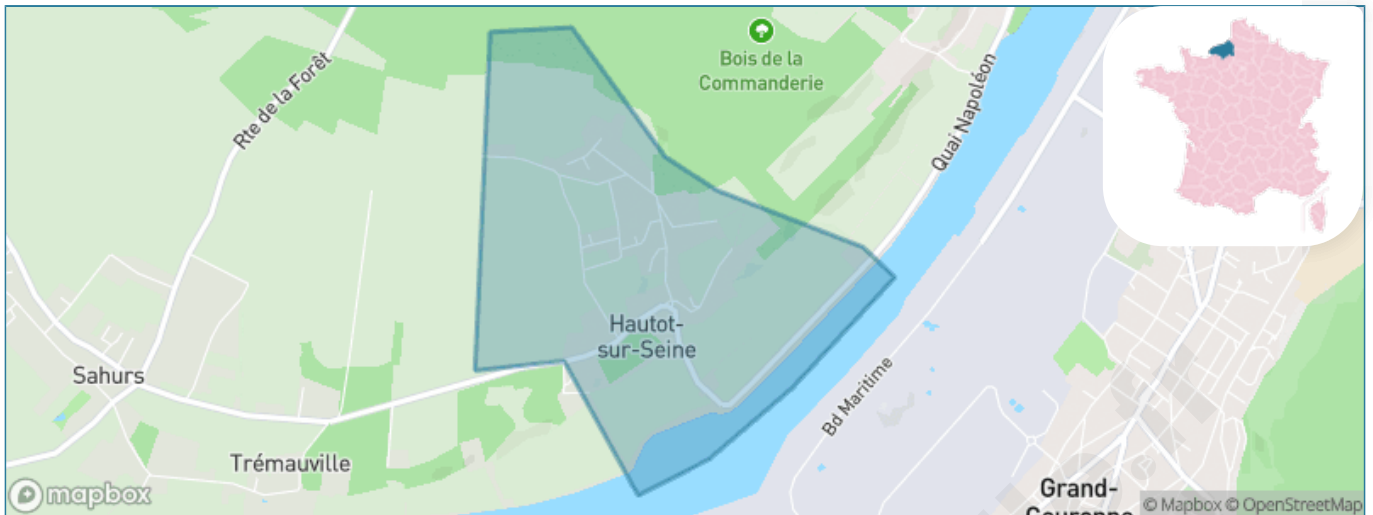 Bois de la
Commanderie
Rte de la Forêt
Quai Napoléon
Hautot-
sur-Seine
Sahurs
Bd Maritime
Trémauville
Grand-
Couronne
mapbox
© Mapbox © OpenStreetMap